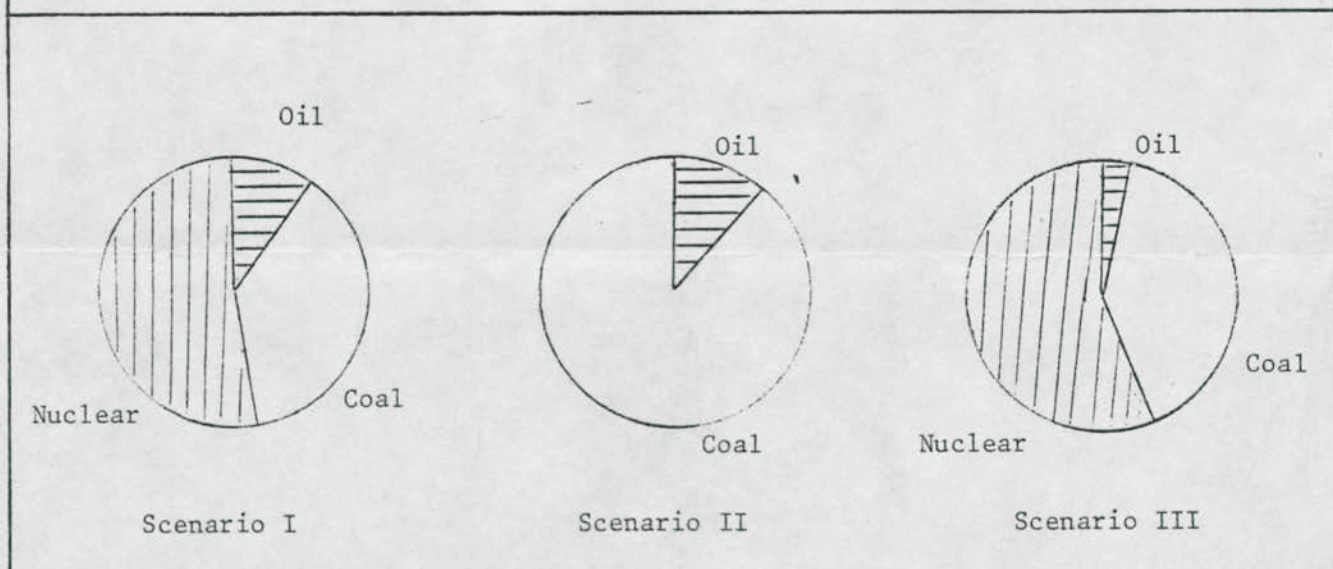 Oil
Oil
Oil
Nuclear
Coal
Coal
Nuclear
Coal
Scenario I
Scenario II
Scenario III